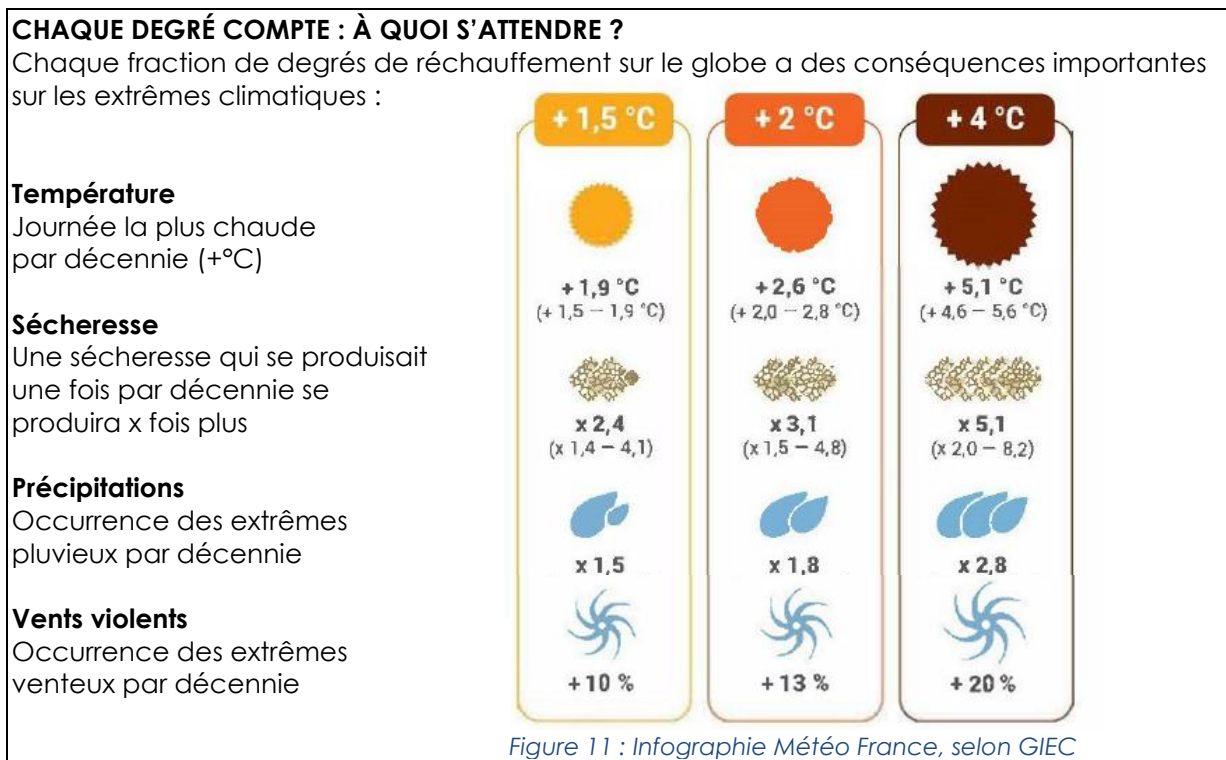 CHAQUE DEGRÉ COMPTE : À QUOI S’ATTENDRE ?
Chaque fraction de degrés de réchauffement sur le globe a des conséquences importantes
sur les extrêmes climatiques :
+ 1,5 °C
+ 2 °C
+ 4 °C
Température
Journée la plus chaude
par décennie (+°C)
+ 1,9 °C
(+ 1,5 – 1,9 °C)
+ 2,6 °C
(+ 2,0 – 2,8 °C)
+ 5,1 °C
(+ 4,6 – 5,6 °C)
Sécheresse
Une sécheresse qui se produisait
une fois par décennie se
produira x fois plus
x 2,4
(x 1,4 – 4,1)
x 3,1
(x 1,5 – 4,8)
x 5,1
(x 2,0 – 8,2)
Précipitations
Occurrence des extrêmes
pluvieux par décennie
x 1,5
x 1,8
x 2,8
Vents violents
Occurrence des extrêmes
venteux par décennie
+ 10 %
+ 13 %
+ 20 %
Figure 11 : Infographie Météo France, selon GIEC